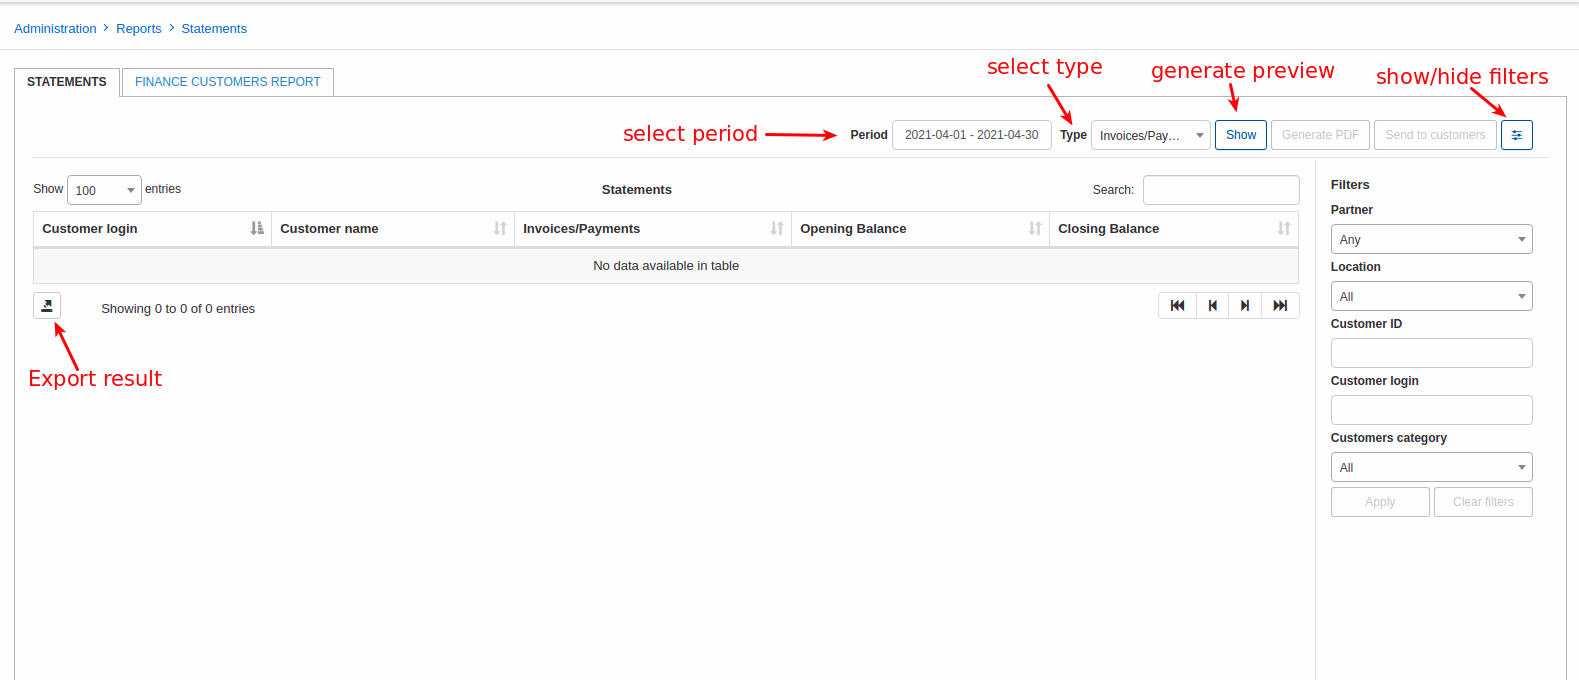 Administration > Reports > Statements
STATEMENTS FINANCE CUSTOMERS REPORT
select type generate preview show/hide filters
select period Period 2021-04-01 - 2021-04-30 Type Invoices/Pay... Show Generate PDF Send to customers
Show 100 entries Statements Search:
Customer login Customer name Invoices/Payments Opening Balance Closing Balance
No data available in table
Showing 0 to 0 of 0 entries
Export result
Filters
Partner
Any
Location
All
Customer ID
Customer login
Customers category
All
Apply Clear filters